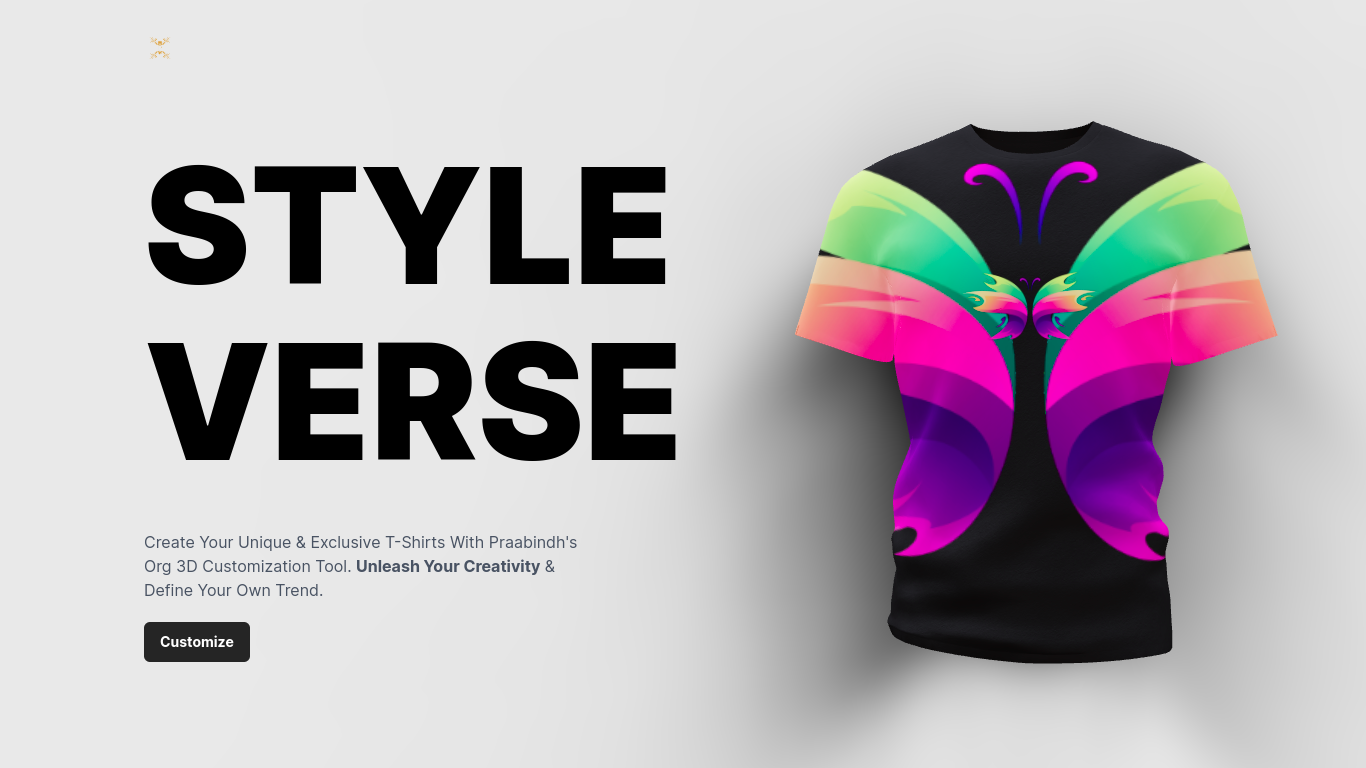 STYLE
VERSE
Create Your Unique & Exclusive T-Shirts With Praabindh's
Org 3D Customization Tool. Unleash Your Creativity &
Define Your Own Trend.
Customize